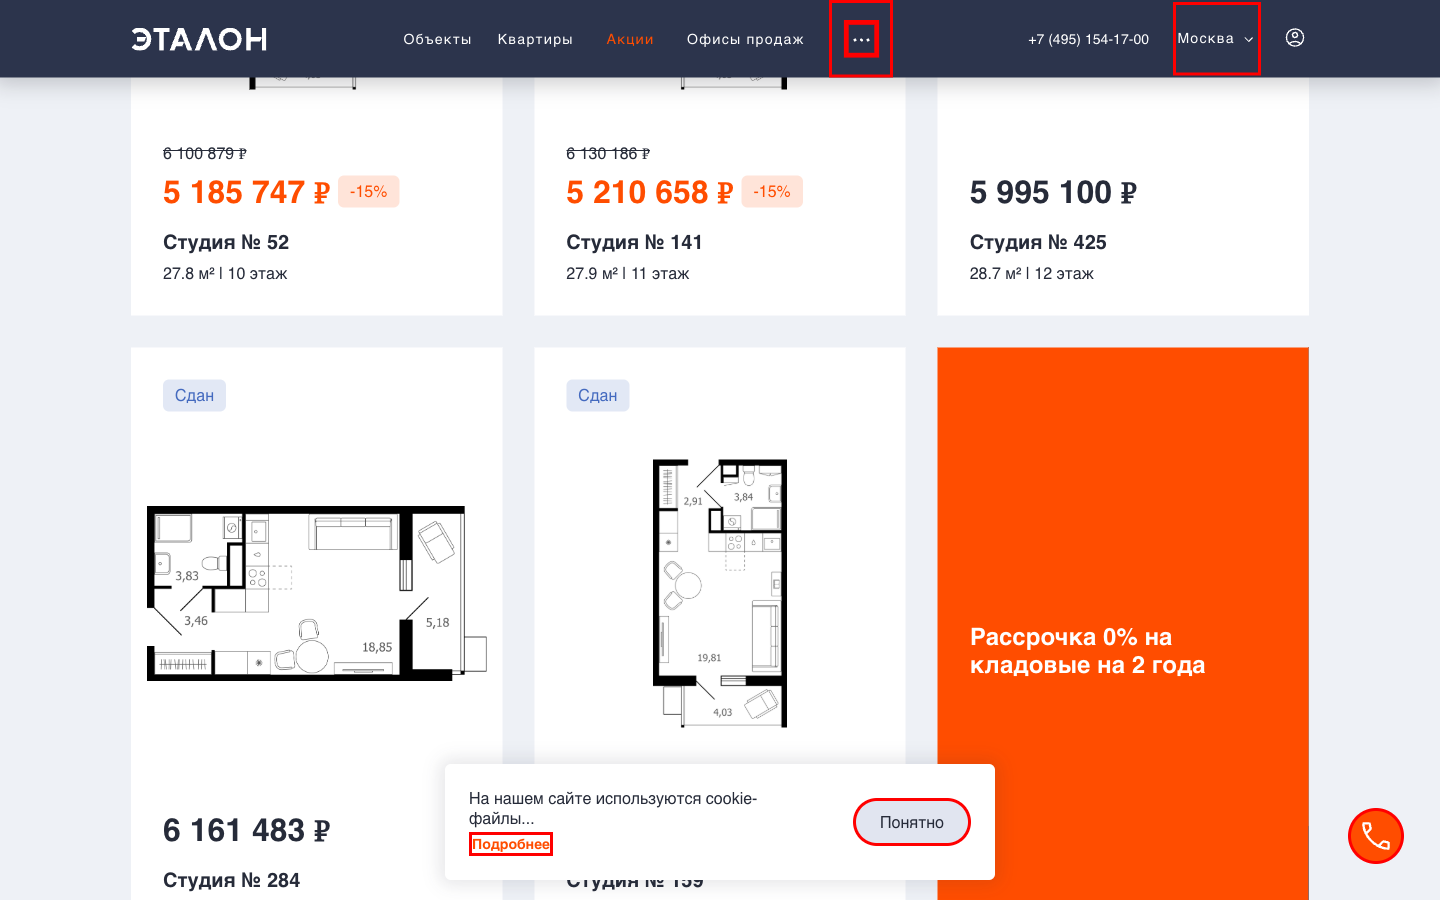 ЭТАЛОН
Объекты
Квартиры
Акции
Офисы продаж
...
+7 (495) 154-17-00
Москва
6 100 879 ₽
5 185 747 ₽
-15%
Студия № 52
27.8 м² | 10 этаж
6 130 186 ₽
5 210 658 ₽
-15%
Студия № 141
27.9 м² | 11 этаж
5 995 100 ₽
Студия № 425
28.7 м² | 12 этаж
Сдан
3,83
3,46
18,85
5,18
6 161 483 ₽
Студия № 284
Сдан
2,91
3,84
19,81
4,03
Студия № 159
Рассрочка 0% на
кладовые на 2 года
На нашем сайте используются cookie-
файлы...
Подробнее
Понятно